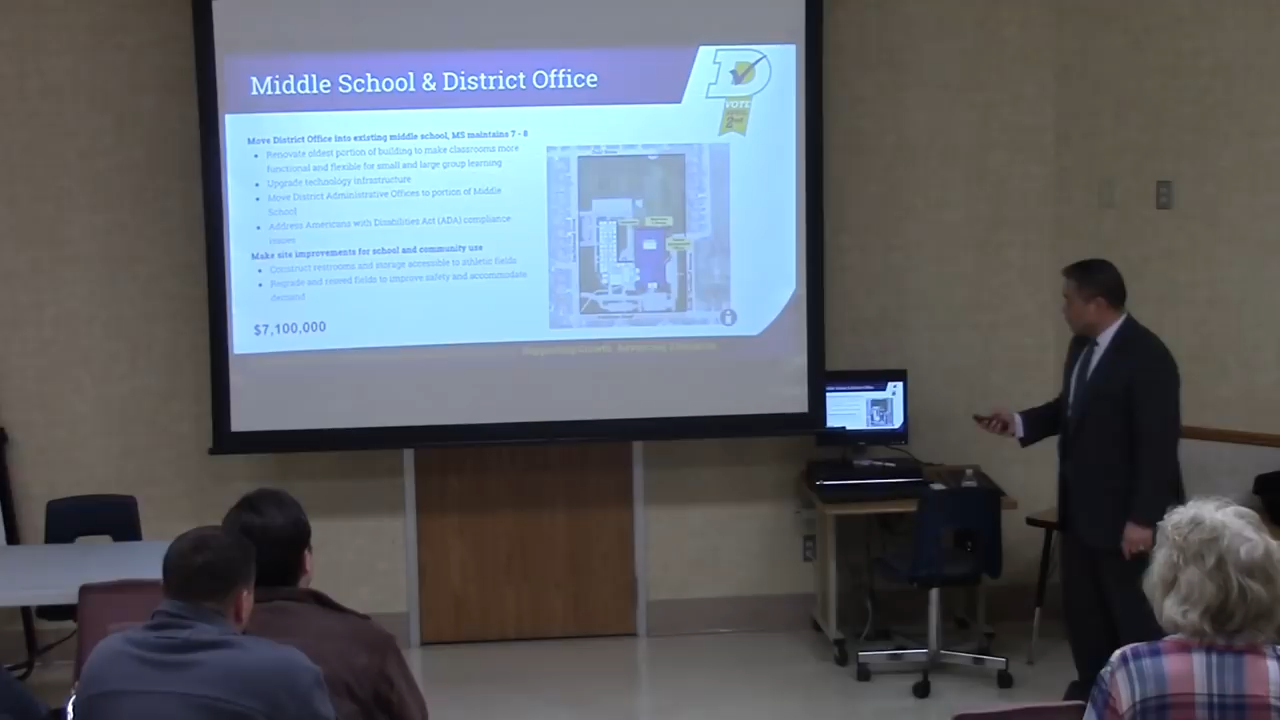 Middle School & District Office
VOTE
2nd
Move District Office into existing middle school, MS maintains 7 - 8
Renovate oldest portion of building to make classrooms more
functional and flexible for small and large group learning
Upgrade technology infrastructure
Move District Administrative Offices to portion of Middle
School
Address Americans with Disabilities Act (ADA) compliance
issues
Make site improvements for school and community use
Construct restrooms and storage accessible to athletic fields
Regrade and reseed fields to improve safety and accommodate
demand
$7,100,000